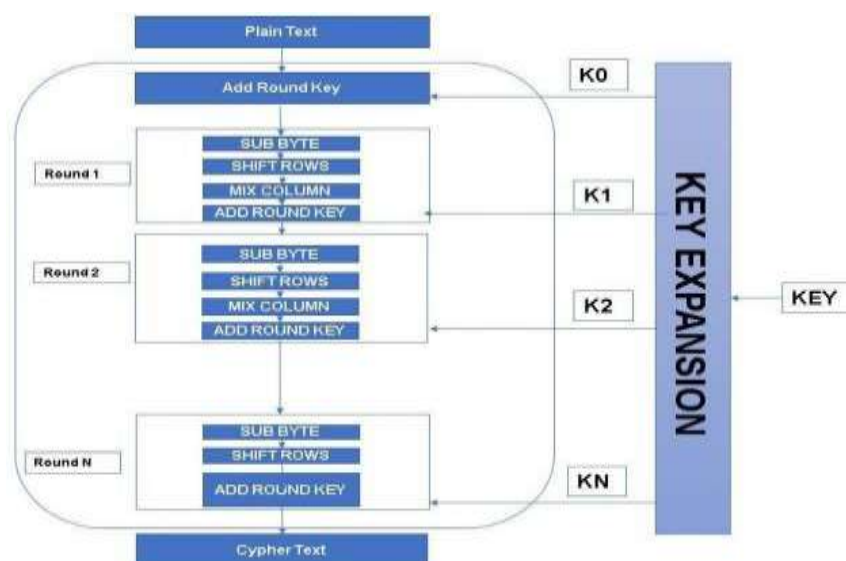 Plain Text
Add Round Key
K0
Round 1
SUB BYTE
SHIFT ROWS
MIX COLUMN
ADD ROUND KEY
K1
Round 2
SUB BYTE
SHIFT ROWS
MIX COLUMN
ADD ROUND KEY
K2
Round N
SUB BYTE
SHIFT ROWS
ADD ROUND KEY
KN
Cypher Text
KEY EXPANSION
KEY